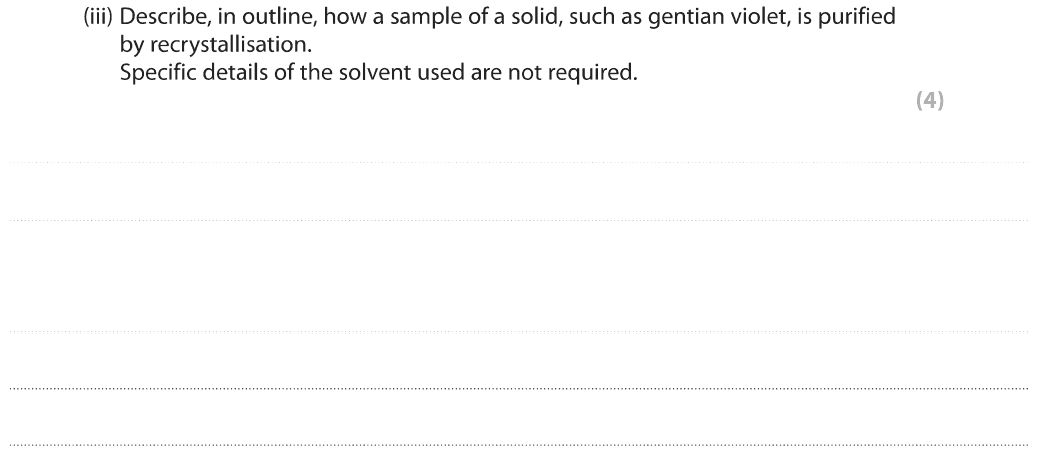 (iii) Describe, in outline, how a sample of a solid, such as gentian violet, is purified
by recrystallisation.
Specific details of the solvent used are not required.
(4)